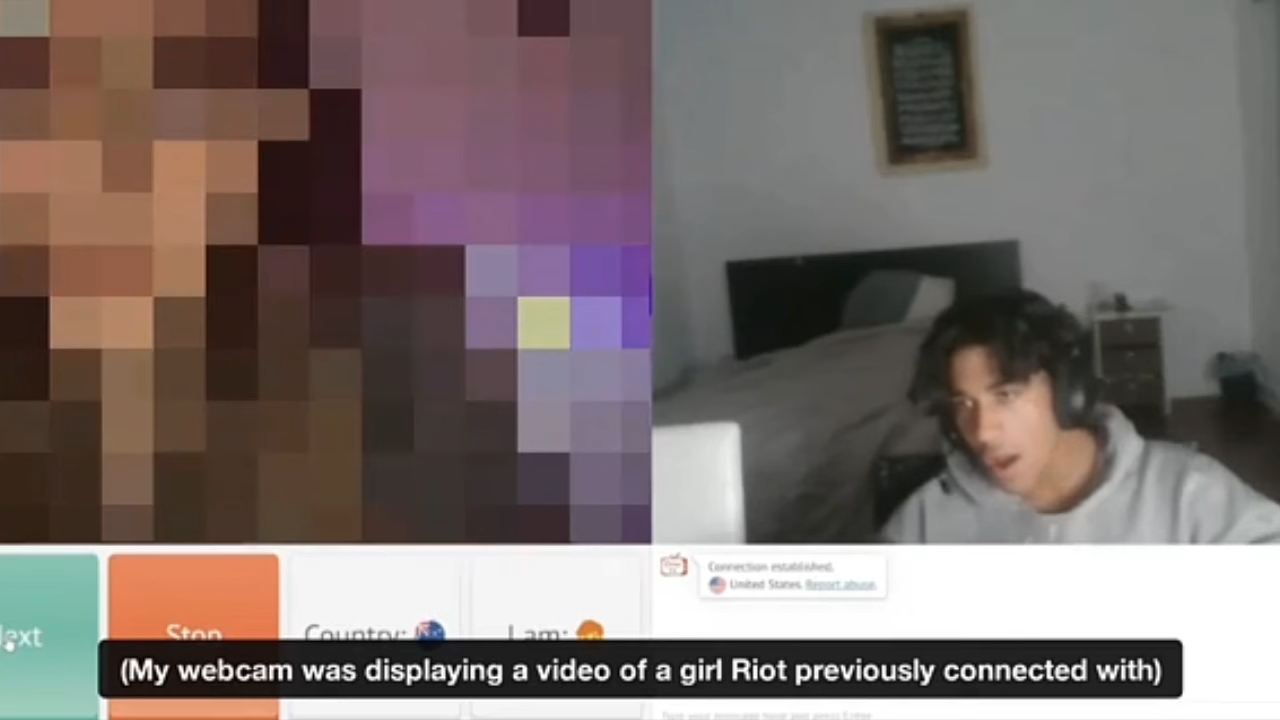 Connection established.
United States. Report abuse.
Next
Stop
Country:
I am:
(My webcam was displaying a video of a girl Riot previously connected with)